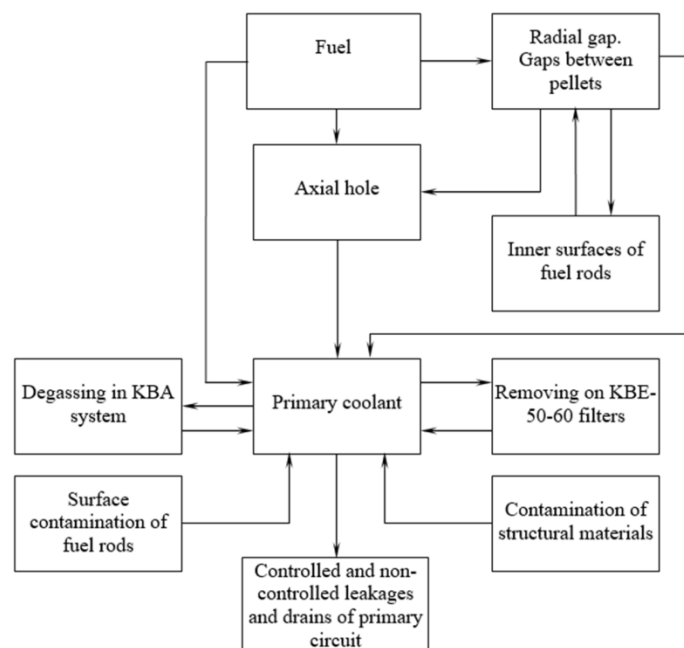 Fuel
Radial gap.
Gaps between
pellets
Axial hole
Inner surfaces of
fuel rods
Degassing in KBA
system
Primary coolant
Removing on KBE-
50-60 filters
Surface
contamination of
fuel rods
Contamination of
structural materials
Controlled and non-
controlled leakages
and drains of primary
circuit